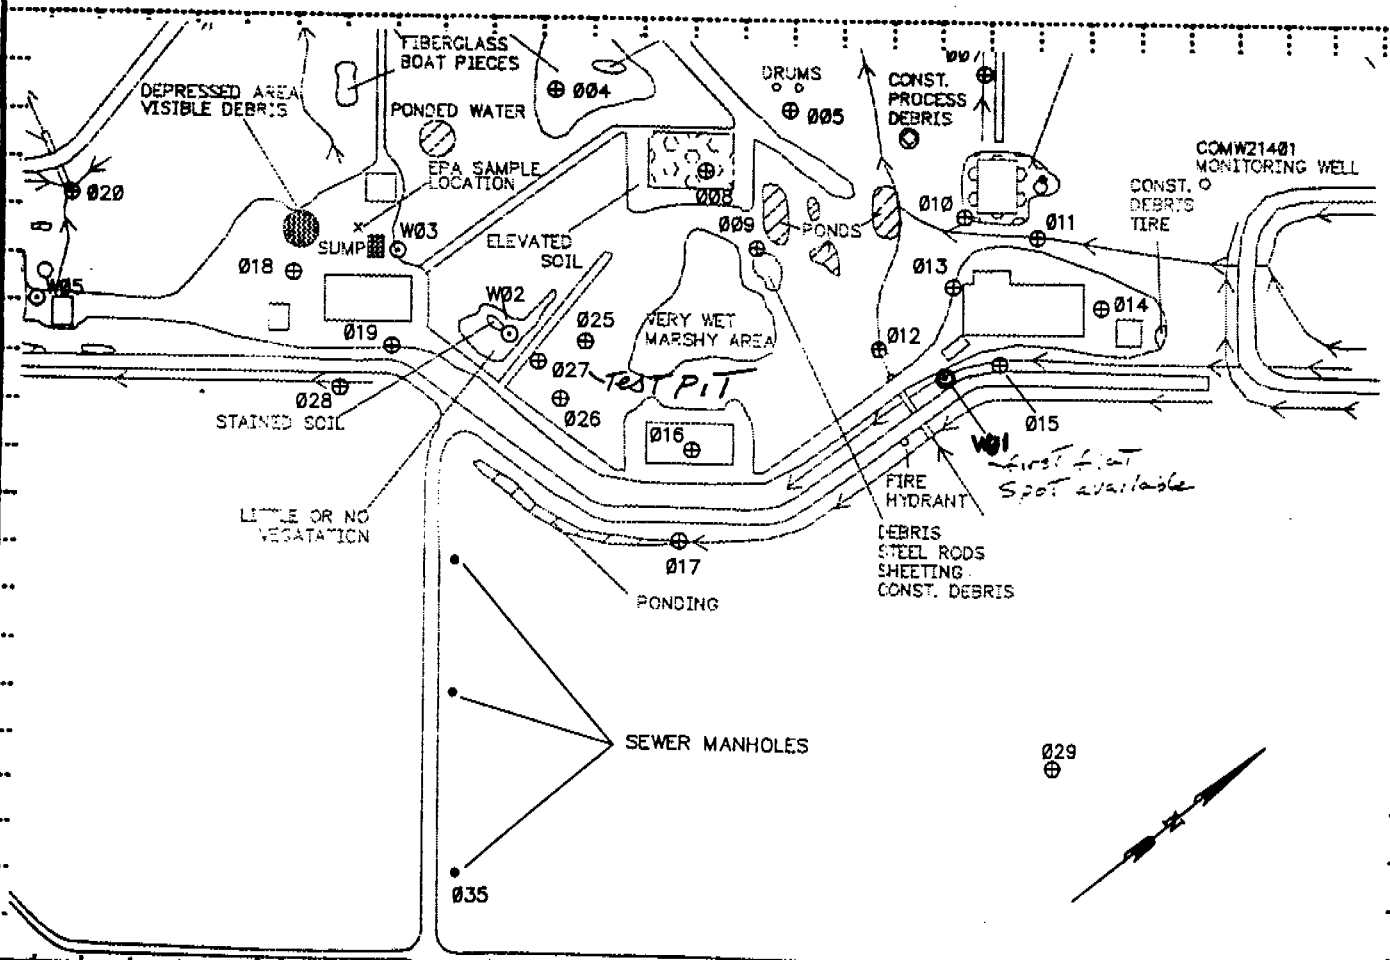 FIBERGLASS
BOAT PIECES
DEPRESSED AREA
VISIBLE DEBRIS
PONDED WATER
004
DRUMS
005
CONST.
PROCESS
DEBRIS
COMW21401
MONITORING WELL
CONST.
DEBRIS
TIRE
EPA SAMPLE
LOCATION
020
008
010
011
009
PONDS
W03
SUMP
ELEVATED
SOIL
018
013
W05
W02
014
025
VERY WET
MARSHY AREA
019
012
027
TEST PIT
028
026
015
STAINED SOIL
016
W01
first flat
spot available
FIRE
HYDRANT
LITTLE OR NO
VEGATATION
DEBRIS
STEEL RODS
SHEETING
CONST. DEBRIS
017
PONDING
SEWER MANHOLES
029
N
035